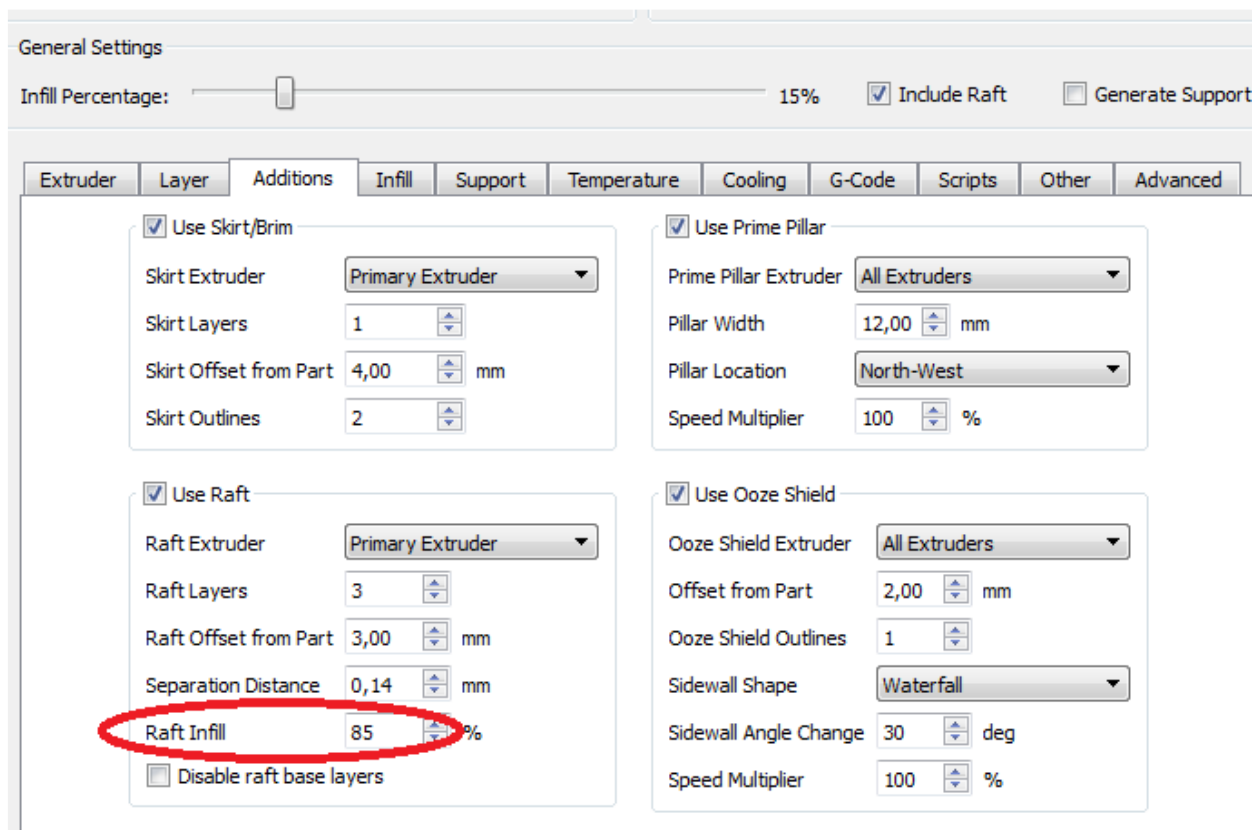 General Settings
Infill Percentage: 15% Include Raft Generate Support
Extruder Layer Additions Infill Support Temperature Cooling G-Code Scripts Other Advanced
Use Skirt/Brim
Skirt Extruder Primary Extruder
Skirt Layers 1
Skirt Offset from Part 4,00 mm
Skirt Outlines 2
Use Prime Pillar
Prime Pillar Extruder All Extruders
Pillar Width 12,00 mm
Pillar Location North-West
Speed Multiplier 100 %
Use Raft
Raft Extruder Primary Extruder
Raft Layers 3
Raft Offset from Part 3,00 mm
Separation Distance 0,14 mm
Raft Infill 85 %
Disable raft base layers
Use Ooze Shield
Ooze Shield Extruder All Extruders
Offset from Part 2,00 mm
Ooze Shield Outlines 1
Sidewall Shape Waterfall
Sidewall Angle Change 30 deg
Speed Multiplier 100 %